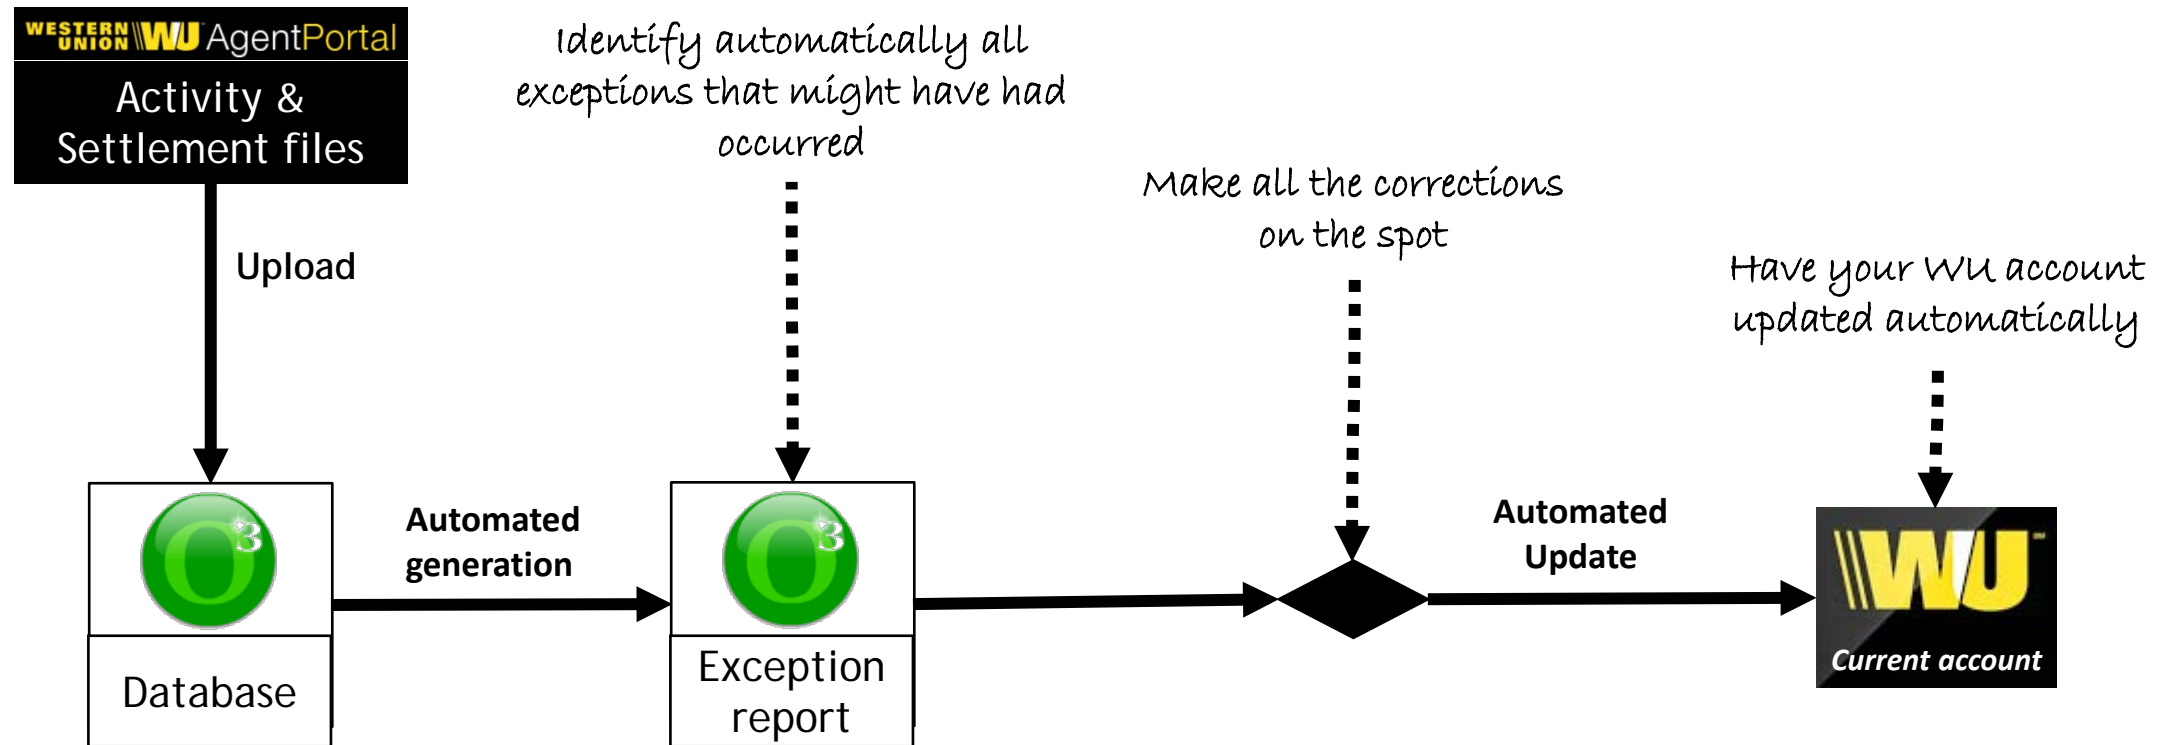 WESTERN UNION WU AgentPortal
Activity &
Settlement files
Identify automatically all
exceptions that might have had
occurred
Make all the corrections
on the spot
Upload
Have your WU account
updated automatically
Automated
generation
Automated
Update
O3
Database
O3
Exception
report
WU SM
Current account